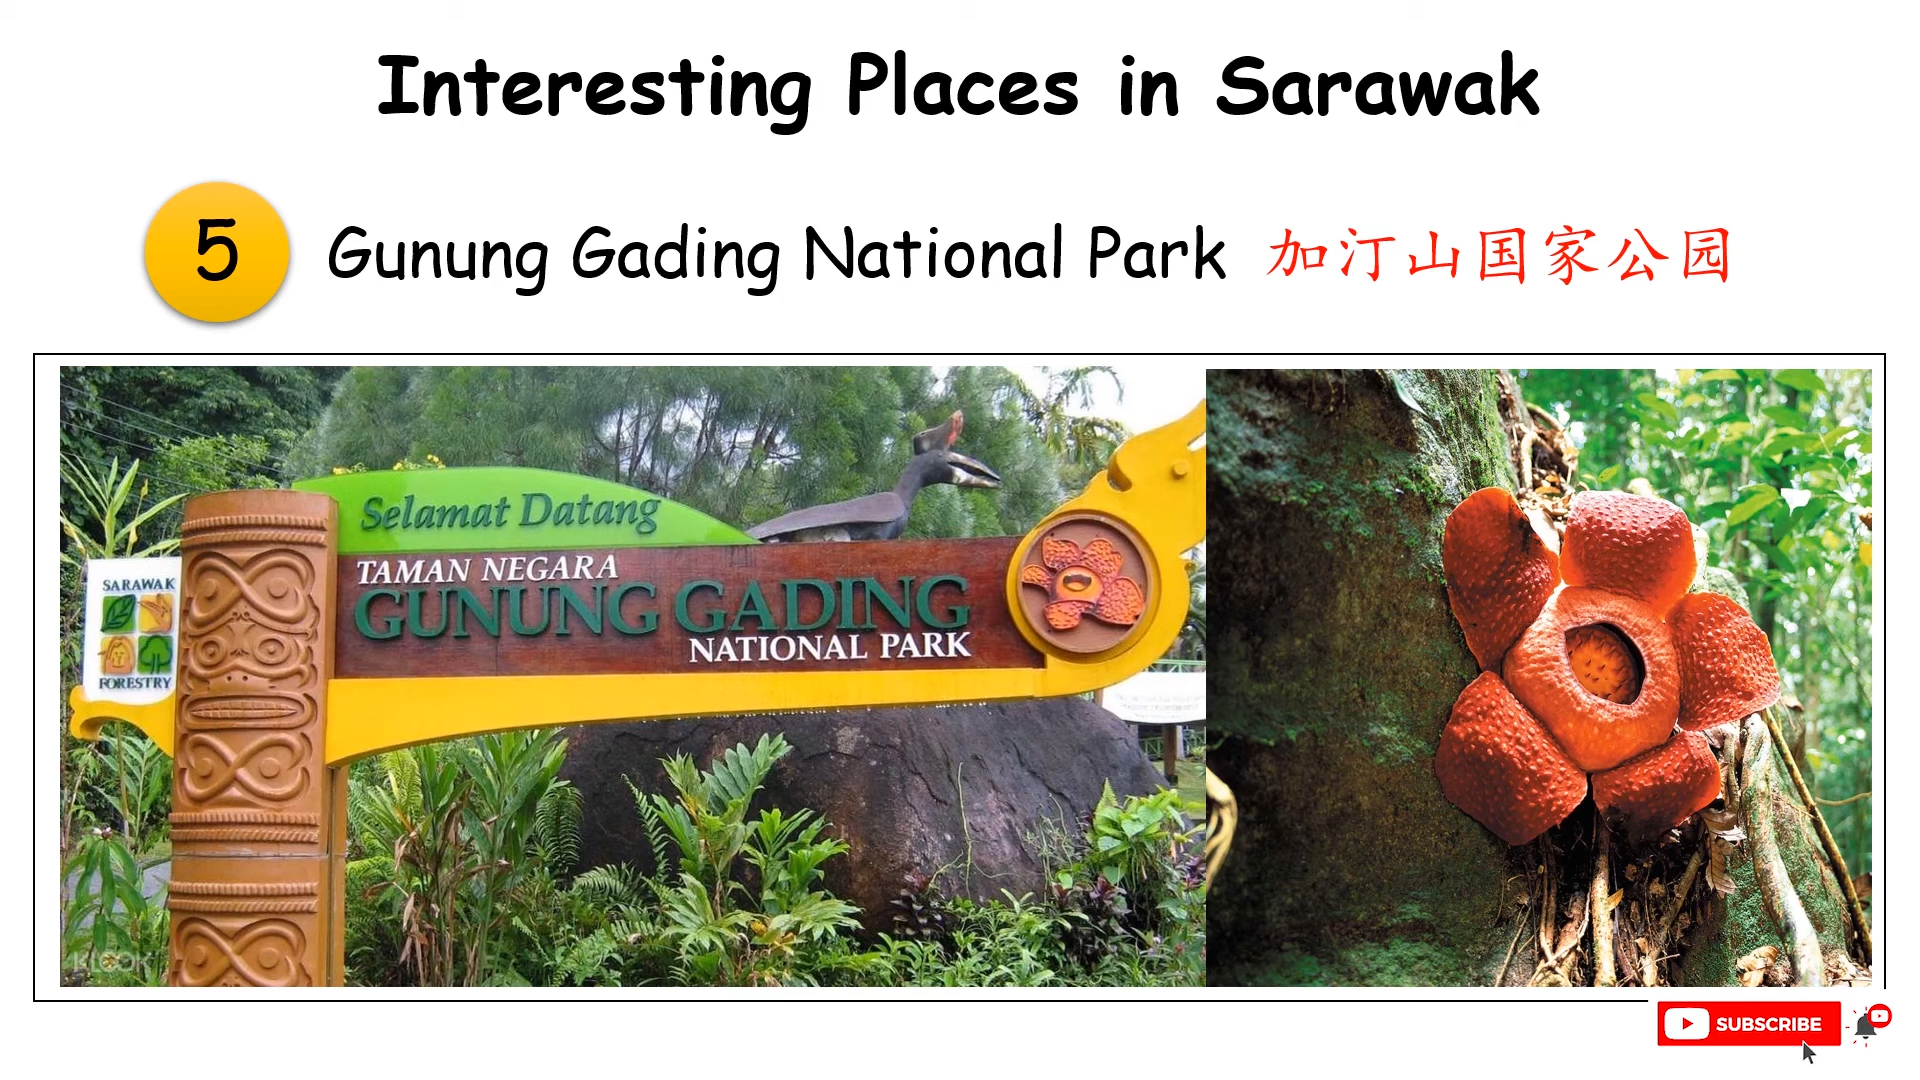 Interesting Places in Sarawak
5
Gunung Gading National Park 加汀山国家公园
Selamat Datang
TAMAN NEGARA
GUNUNG GADING
NATIONAL PARK
SARAWAK
FORESTRY
KLOOK
SUBSCRIBE